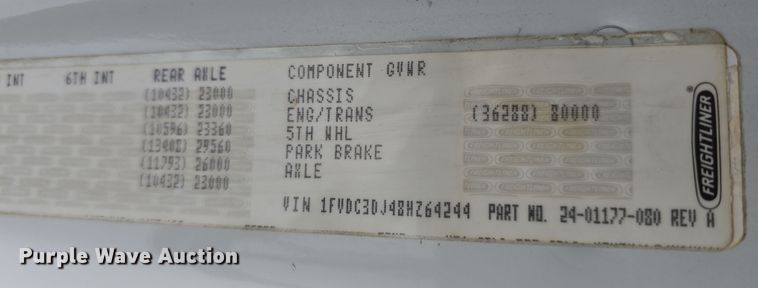 INT 6TH INT REAR AXLE COMPONENT GVWR
(10432) 23000 CHASSIS
(10432) 23000 ENG/TRANS (36288) 80000
(10596) 23360 5TH WHL
(13408) 29560 PARK BRAKE
(11793) 26000 AXLE
(10432) 23000
VIN 1FVDC3DJ48HZ64244 PART NO. 24-01177-080 REV A
FREIGHTLINER
Purple Wave Auction